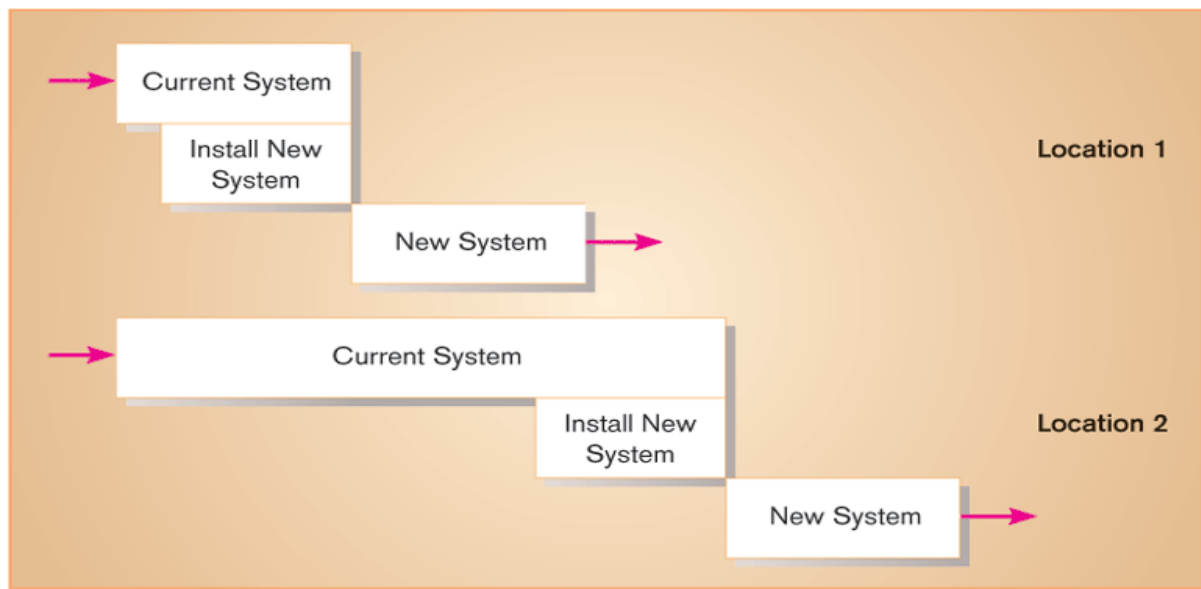 Current System
Install New
System
Location 1
New System
Current System
Install New
System
Location 2
New System